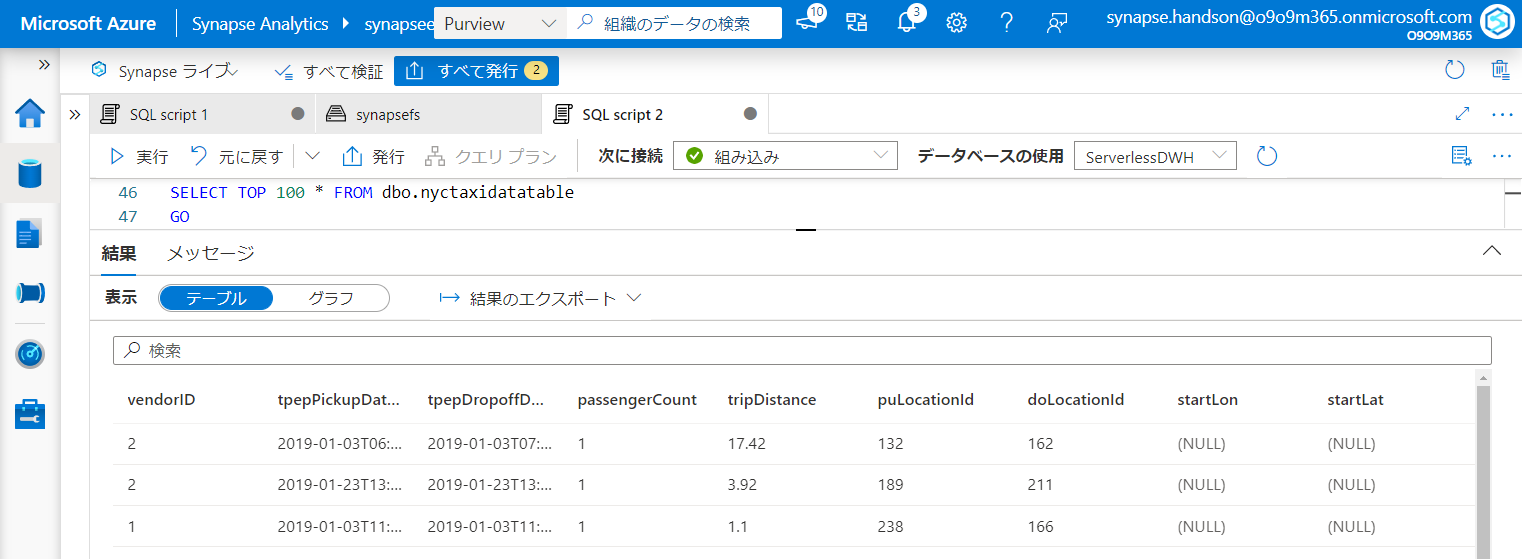 Microsoft Azure Synapse Analytics synapsee Purview 組織のデータの検索 10 3 synapse.handson@o9o9m365.onmicrosoft.com
O9O9M365
Synapse ライブ すべて検証 すべて発行 2
SQL script 1 synapsefs SQL script 2
実行 元に戻す 発行 クエリ プラン 次に接続 組み込み データベースの使用 ServerlessDWH
46 SELECT TOP 100 * FROM dbo.nyctaxidatatable
47 GO
結果 メッセージ
表示 テーブル グラフ 結果のエクスポート
検索
vendorID tpepPickupDat... tpepDropoffD... passengerCount tripDistance puLocationId doLocationId startLon startLat
2 2019-01-03T06:... 2019-01-03T07:... 1 17.42 132 162 (NULL) (NULL)
2 2019-01-23T13:... 2019-01-23T13:... 1 3.92 189 211 (NULL) (NULL)
1 2019-01-03T11:... 2019-01-03T11:... 1 1.1 238 166 (NULL) (NULL)